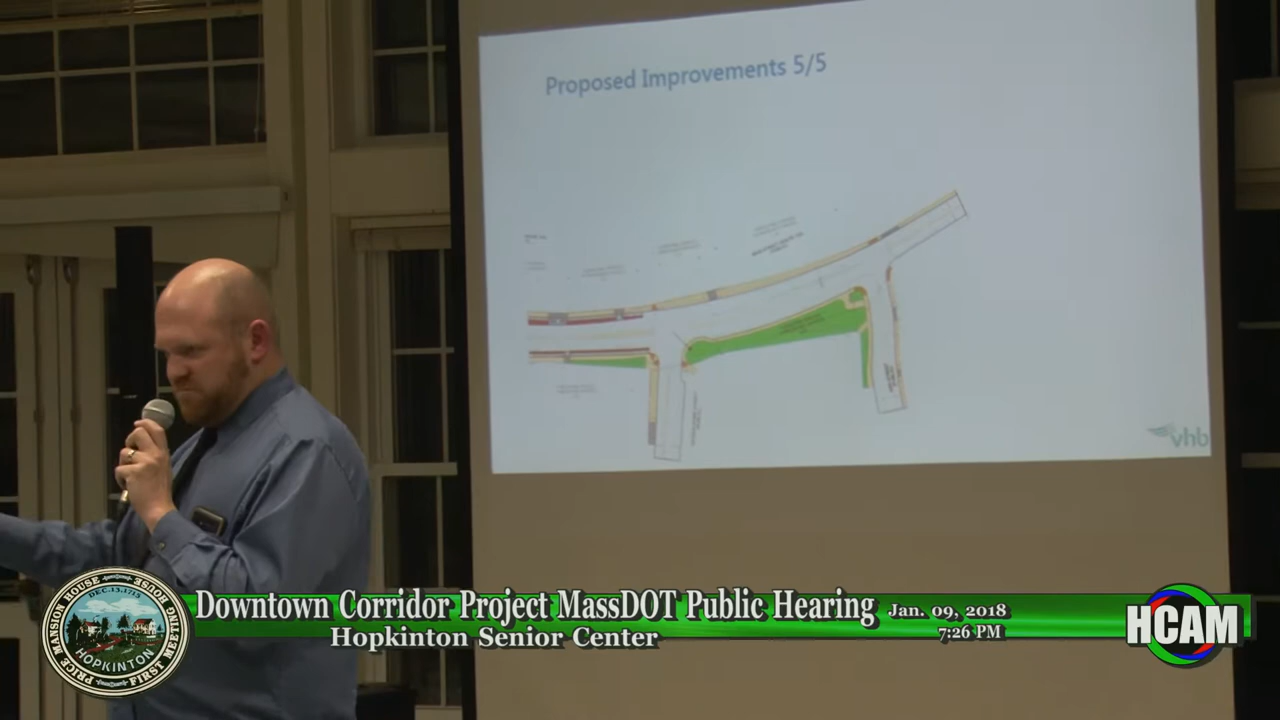 Proposed Improvements 5/5
vhb
Downtown Corridor Project MassDOT Public Hearing
Jan. 09, 2018
Hopkinton Senior Center
7:26 PM
HCAM
PRICE MANSION HOUSE
HOUSE FIRST MEETING
DEC.13.1715
HOPKINTON